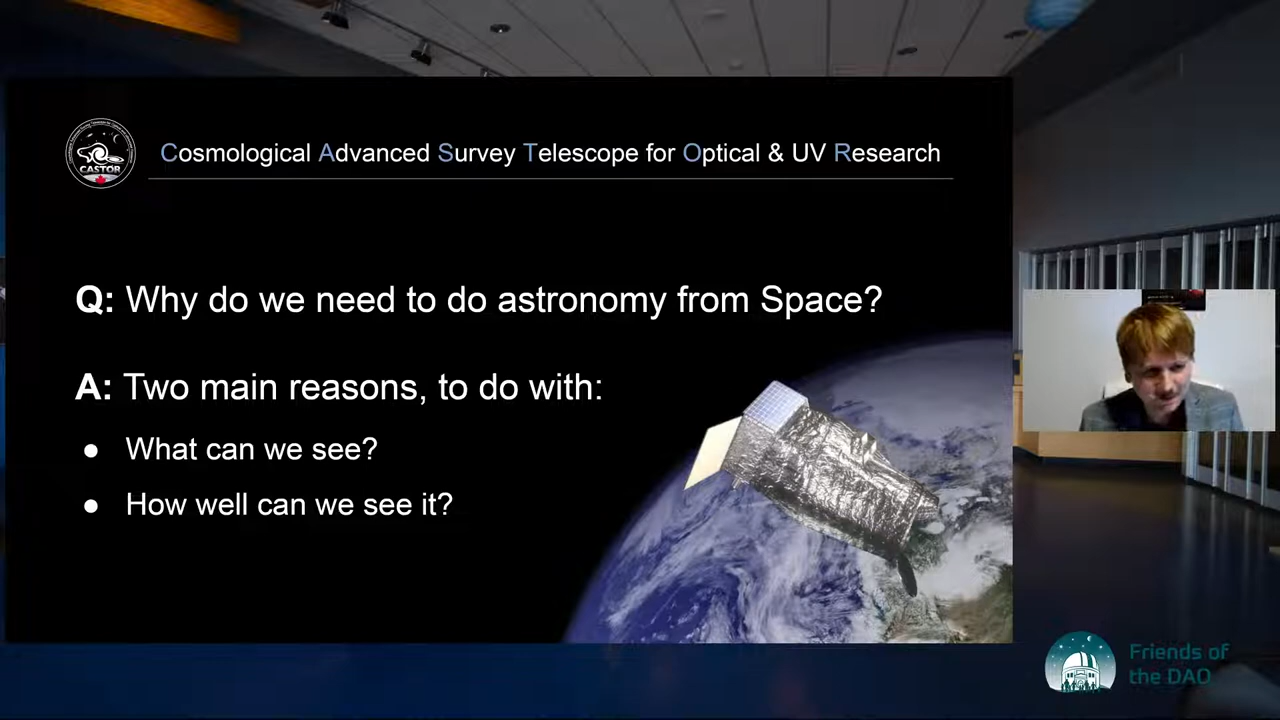 Cosmological Advanced Survey Telescope for Optical & UV Research
CASTOR
Q: Why do we need to do astronomy from Space?
A: Two main reasons, to do with:
● What can we see?
● How well can we see it?
Friends of
the DAO